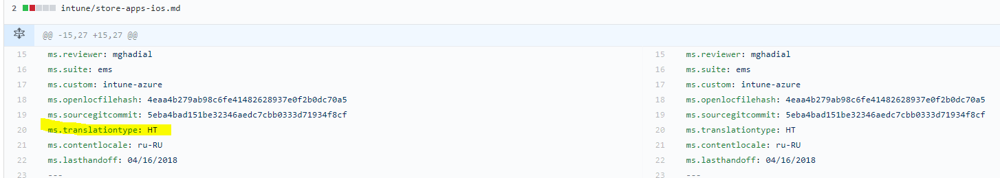 2 intune/store-apps-ios.md
@@ -15,27 +15,27 @@
15 ms.reviewer: mghadial
16 ms.suite: ems
17 ms.custom: intune-azure
18 ms.openlocfilehash: 4eaa4b279ab98c6fe41482628937e0f2b0dc70a5
19 ms.sourcegitcommit: 5eba4bad151be32346aedc7cbb0333d71934f8cf
20 ms.translationtype: HT
21 ms.contentlocale: ru-RU
22 ms.lasthandoff: 04/16/2018
23 ---
15 ms.reviewer: mghadial
16 ms.suite: ems
17 ms.custom: intune-azure
18 ms.openlocfilehash: 4eaa4b279ab98c6fe41482628937e0f2b0dc70a5
19 ms.sourcegitcommit: 5eba4bad151be32346aedc7cbb0333d71934f8cf
20 ms.translationtype: HT
21 ms.contentlocale: ru-RU
22 ms.lasthandoff: 04/16/2018
23 ---